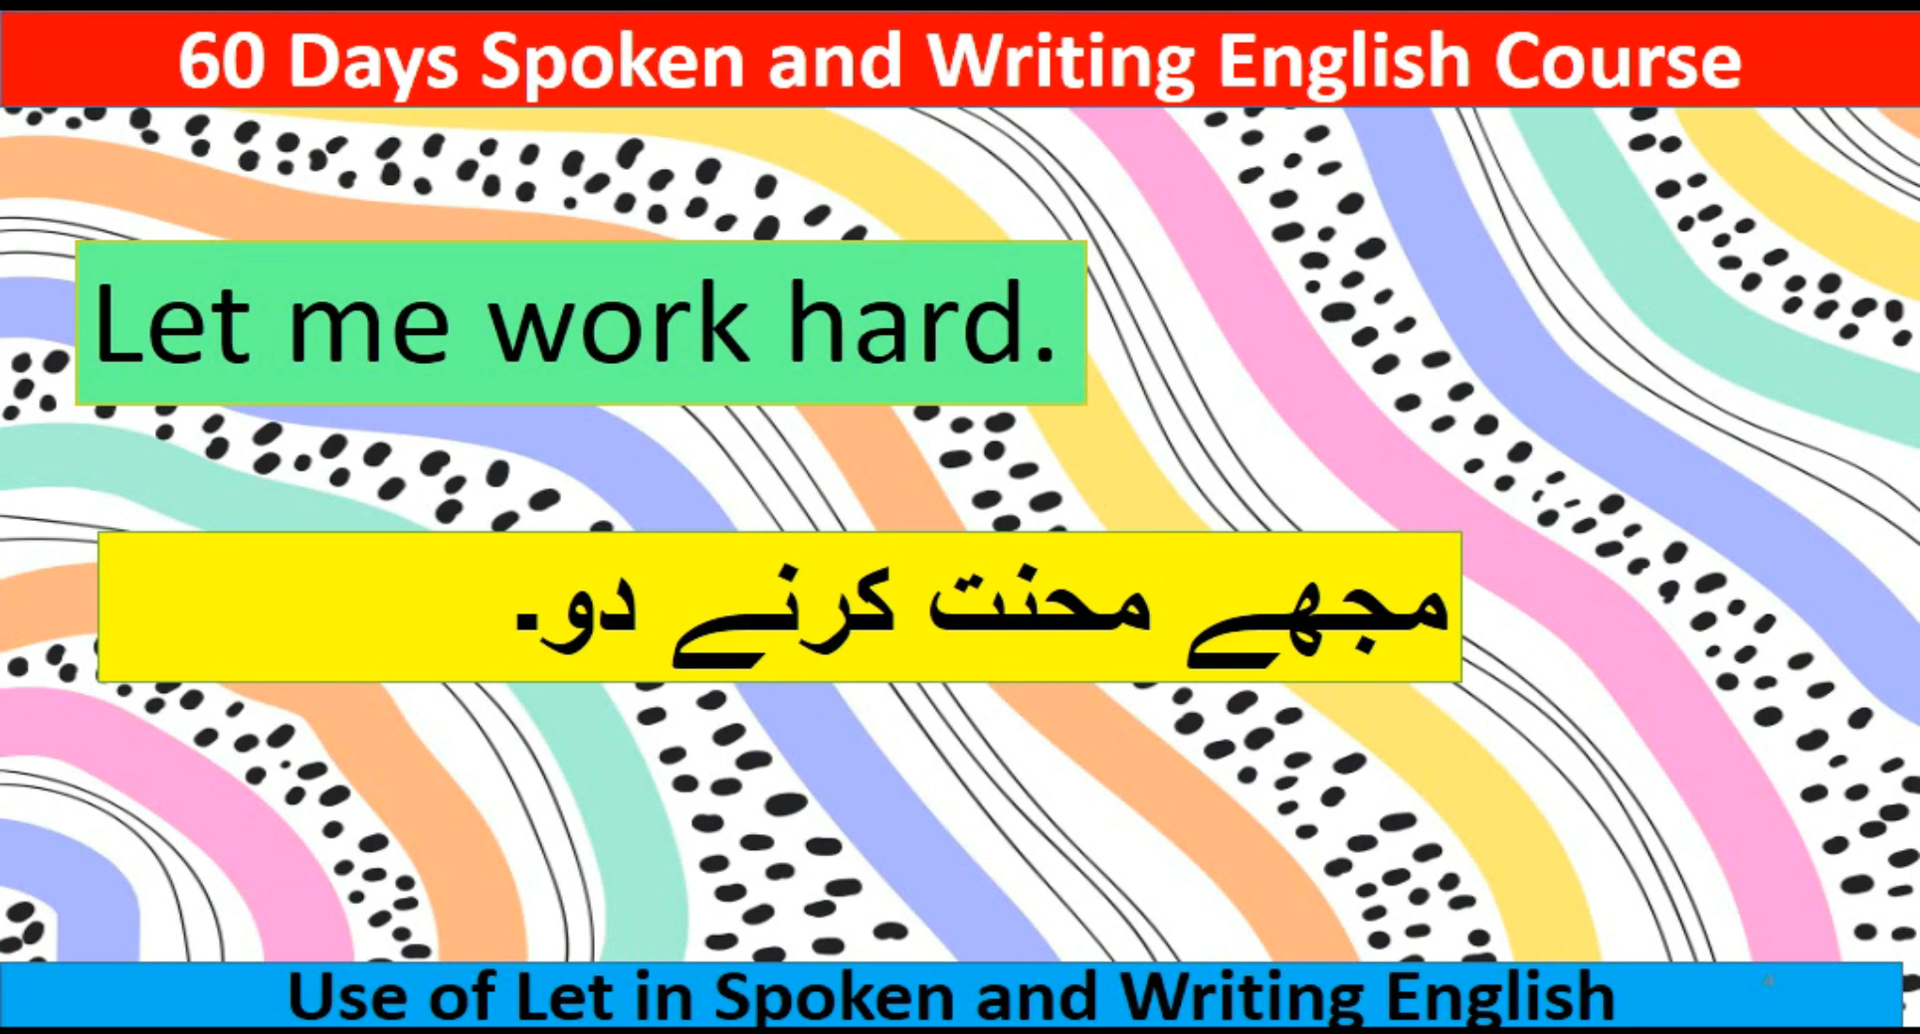 60 Days Spoken and Writing English Course
Let me work hard.
مجھے محنت کرنے دو۔
Use of Let in Spoken and Writing English
4